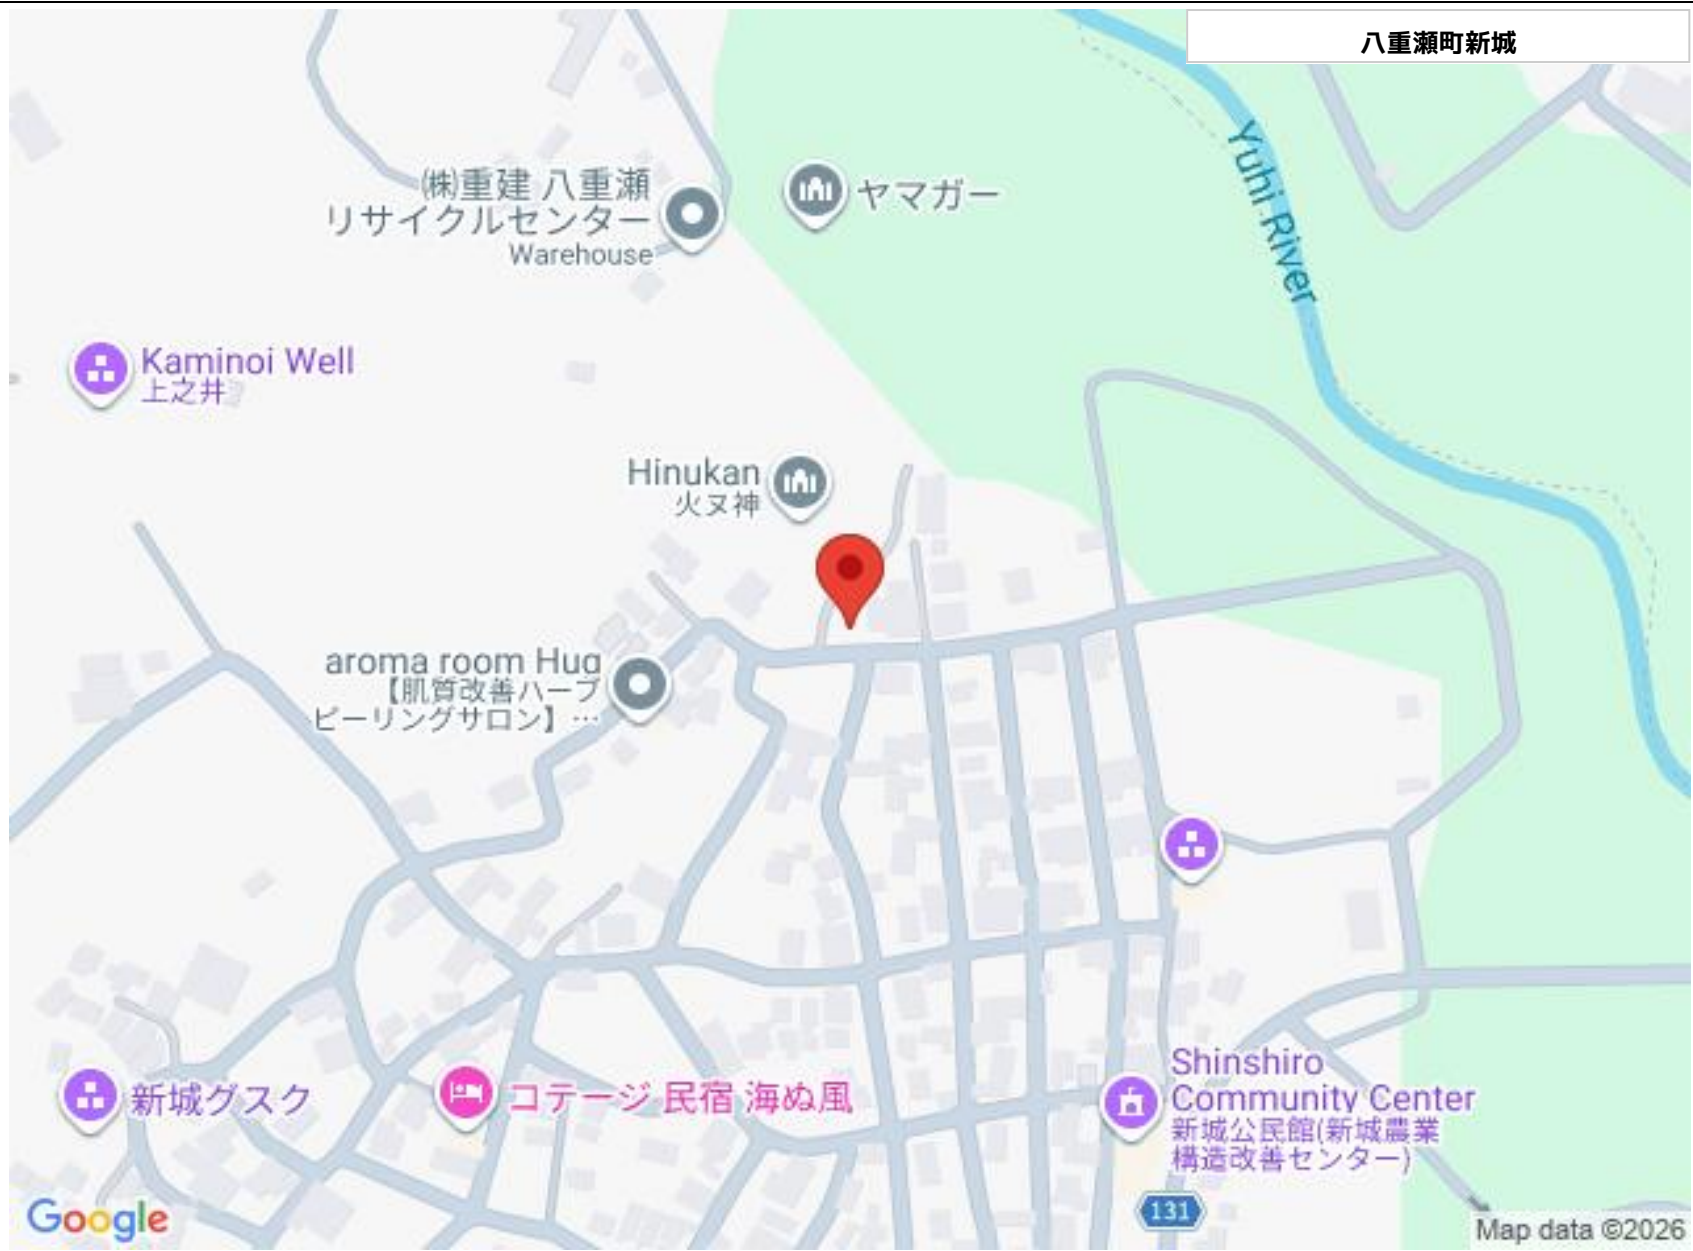 八重瀬町新城
Yuhi River
㈱重建 八重瀬
リサイクルセンター
Warehouse
ヤマガー
Kaminoi Well
上之井
Hinukan
火ヌ神
aroma room Hug
【肌質改善ハーブ
ピーリングサロン】…
新城グスク
コテージ 民宿 海ぬ風
Shinshiro
Community Center
新城公民館(新城農業
構造改善センター)
131
Google
Map data ©2026